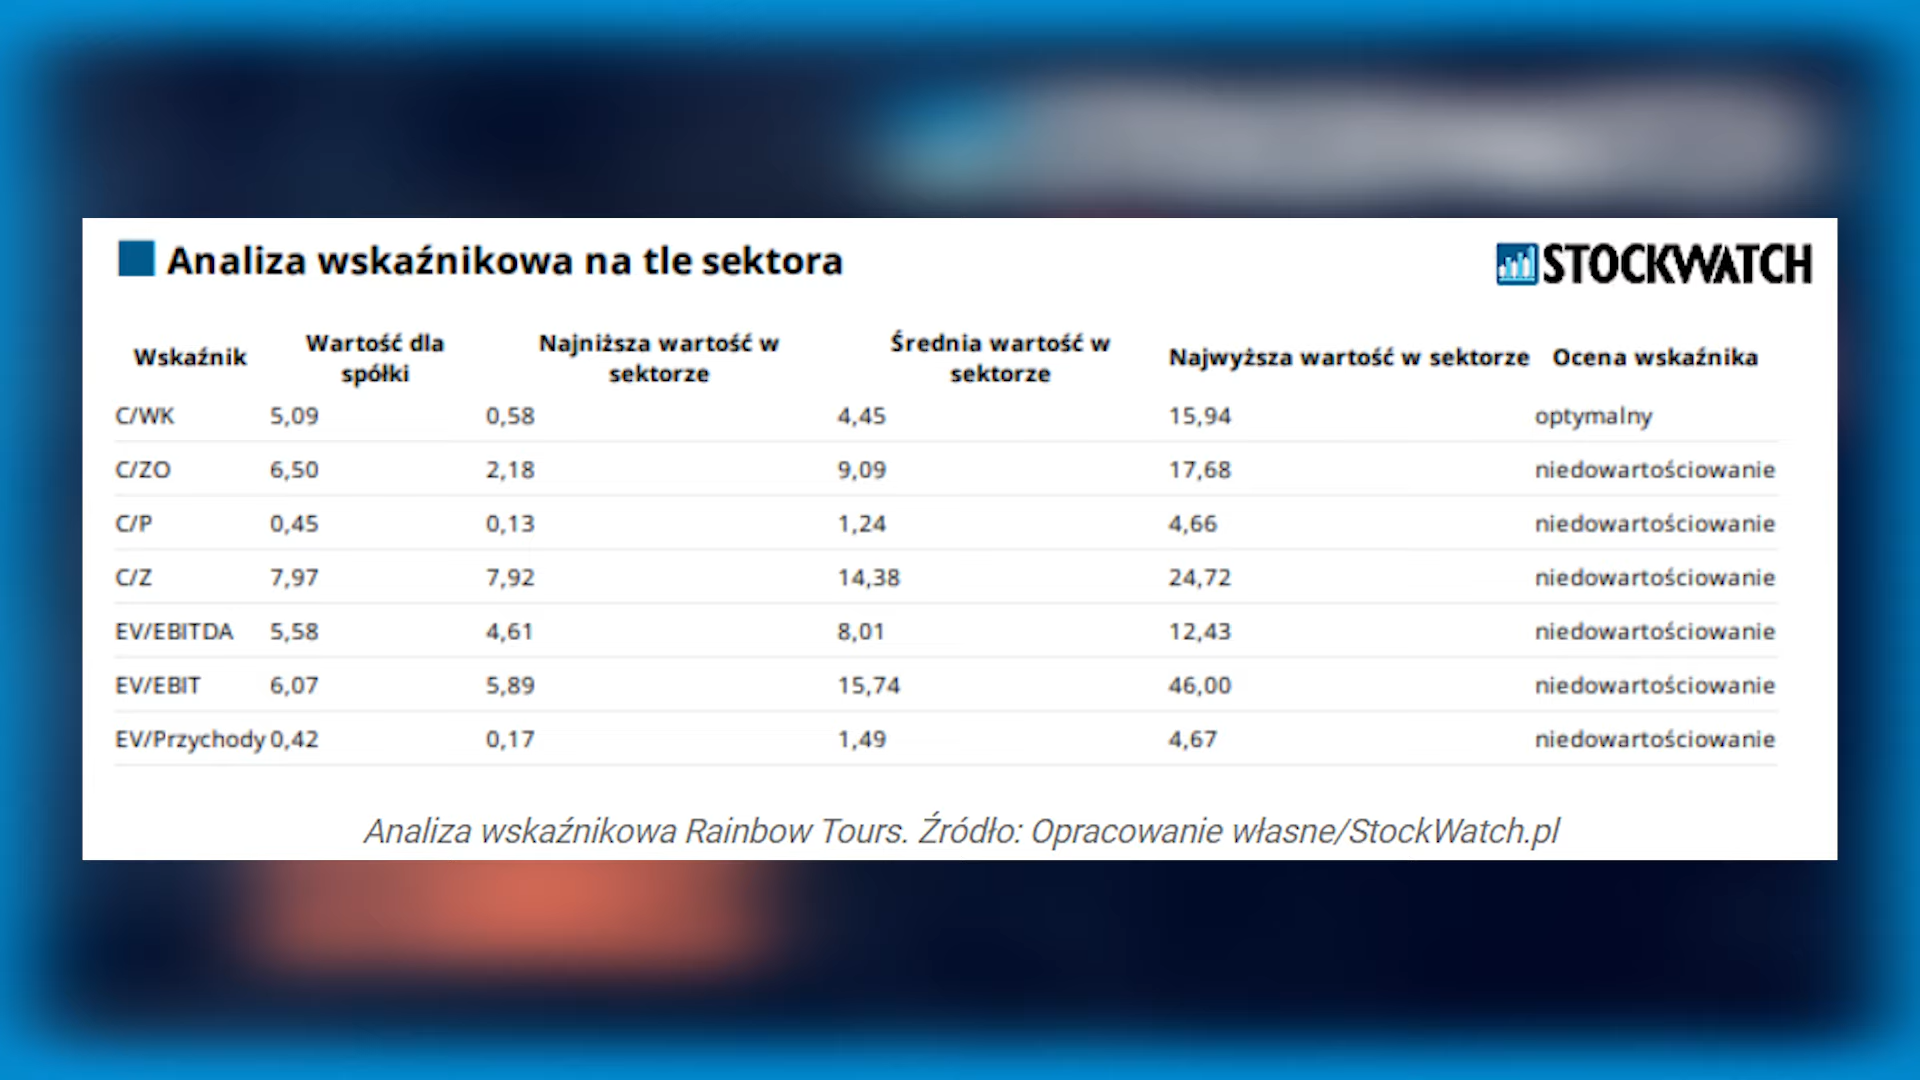 Analiza wskaźnikowa na tle sektora
STOCKWATCH
Wskaźnik Wartość dla spółki Najniższa wartość w sektorze Średnia wartość w sektorze Najwyższa wartość w sektorze Ocena wskaźnika
C/WK 5,09 0,58 4,45 15,94 optymalny
C/ZO 6,50 2,18 9,09 17,68 niedowartościowanie
C/P 0,45 0,13 1,24 4,66 niedowartościowanie
C/Z 7,97 7,92 14,38 24,72 niedowartościowanie
EV/EBITDA 5,58 4,61 8,01 12,43 niedowartościowanie
EV/EBIT 6,07 5,89 15,74 46,00 niedowartościowanie
EV/Przychody 0,42 0,17 1,49 4,67 niedowartościowanie
Analiza wskaźnikowa Rainbow Tours. Źródło: Opracowanie własne/StockWatch.pl